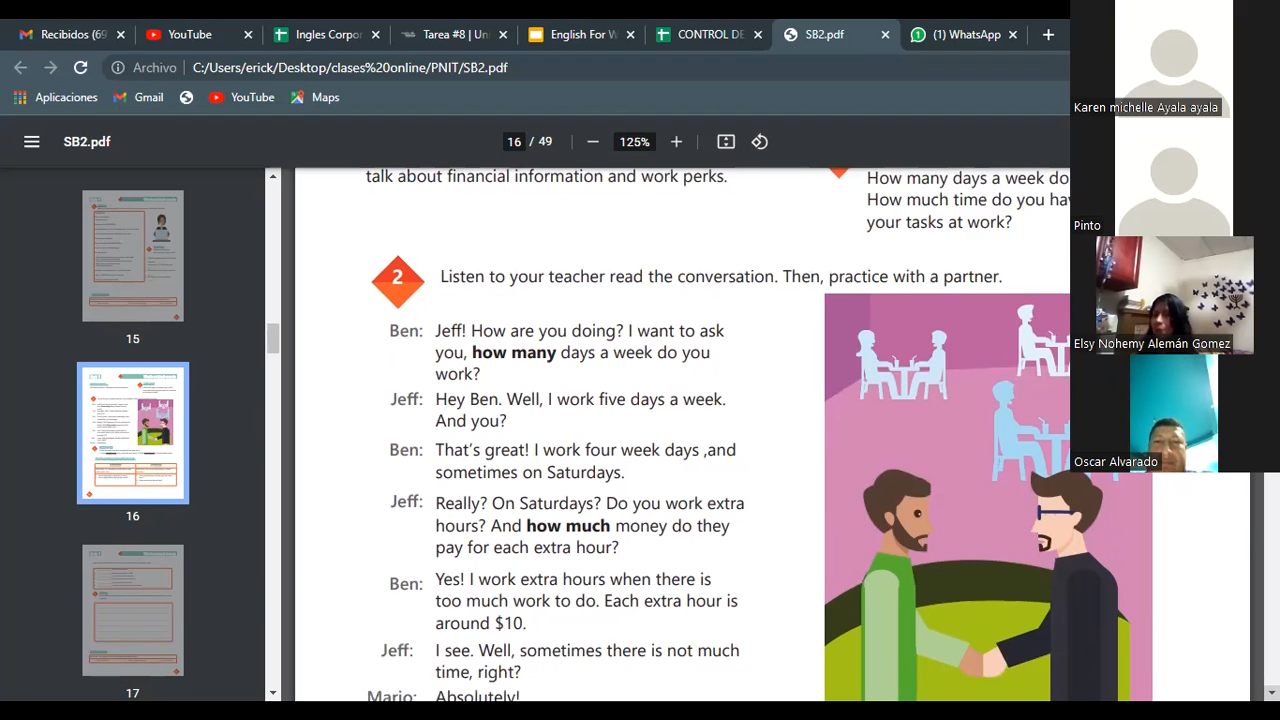 Recibidos (69
YouTube
Ingles Corpor
Tarea #8 | Un
English For W
CONTROL DE
SB2.pdf
(1) WhatsApp
Archivo
C:/Users/erick/Desktop/clases%20online/PNIT/SB2.pdf
Aplicaciones
Gmail
YouTube
Maps
SB2.pdf
16 / 49
125%
15
16
17
talk about financial information and work perks.
How many days a week do
How much time do you hav
your tasks at work?
2
Listen to your teacher read the conversation. Then, practice with a partner.
Ben: Jeff! How are you doing? I want to ask
you, how many days a week do you
work?
Jeff: Hey Ben. Well, I work five days a week.
And you?
Ben: That's great! I work four week days ,and
sometimes on Saturdays.
Jeff: Really? On Saturdays? Do you work extra
hours? And how much money do they
pay for each extra hour?
Ben: Yes! I work extra hours when there is
too much work to do. Each extra hour is
around $10.
Jeff: I see. Well, sometimes there is not much
time, right?
Mario: Absolutely!
Karen michelle Ayala ayala
Pinto
Elsy Nohemy Alemán Gomez
Oscar Alvarado